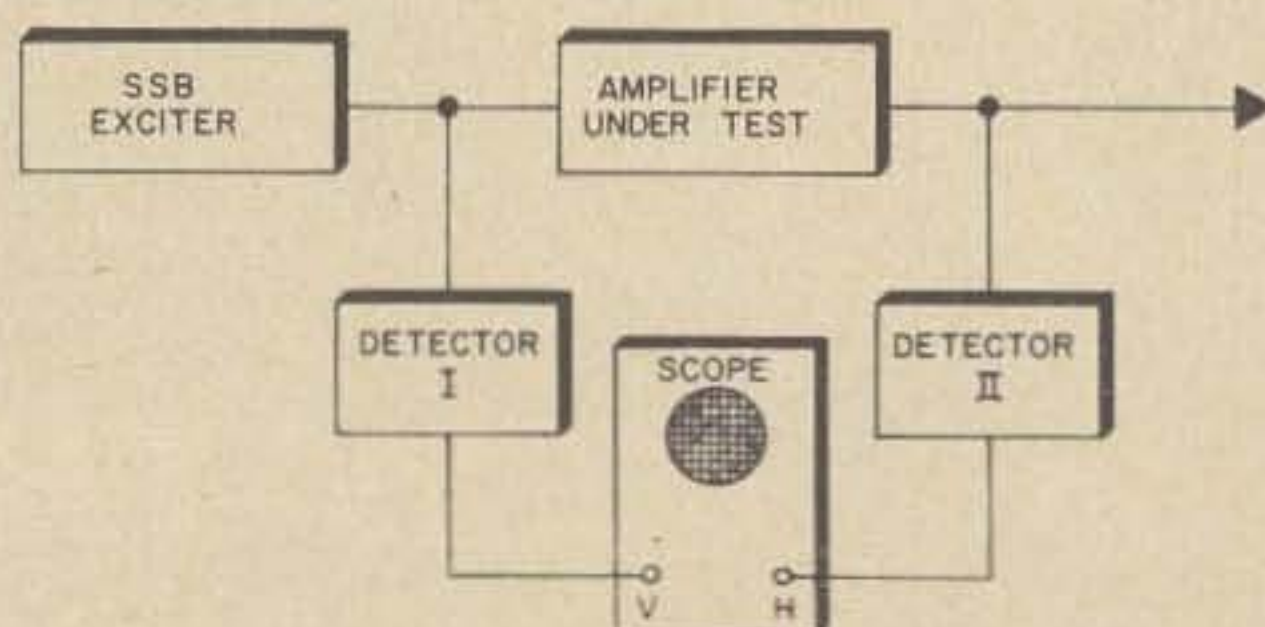 SSB
EXCITER
AMPLIFIER
UNDER TEST
DETECTOR
I
SCOPE
DETECTOR
II
V
H